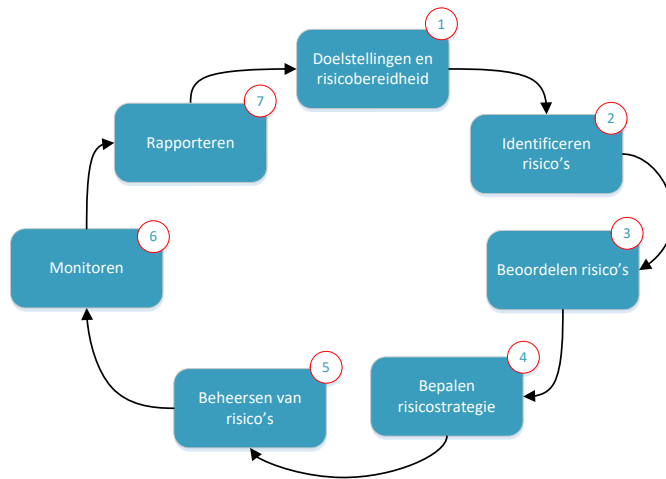 1
Doelstellingen en
risicobereidheid
2
Identificeren
risico's
3
Beoordelen risico's
4
Bepalen
risicostrategie
5
Beheersen van
risico's
6
Monitoren
7
Rapporteren